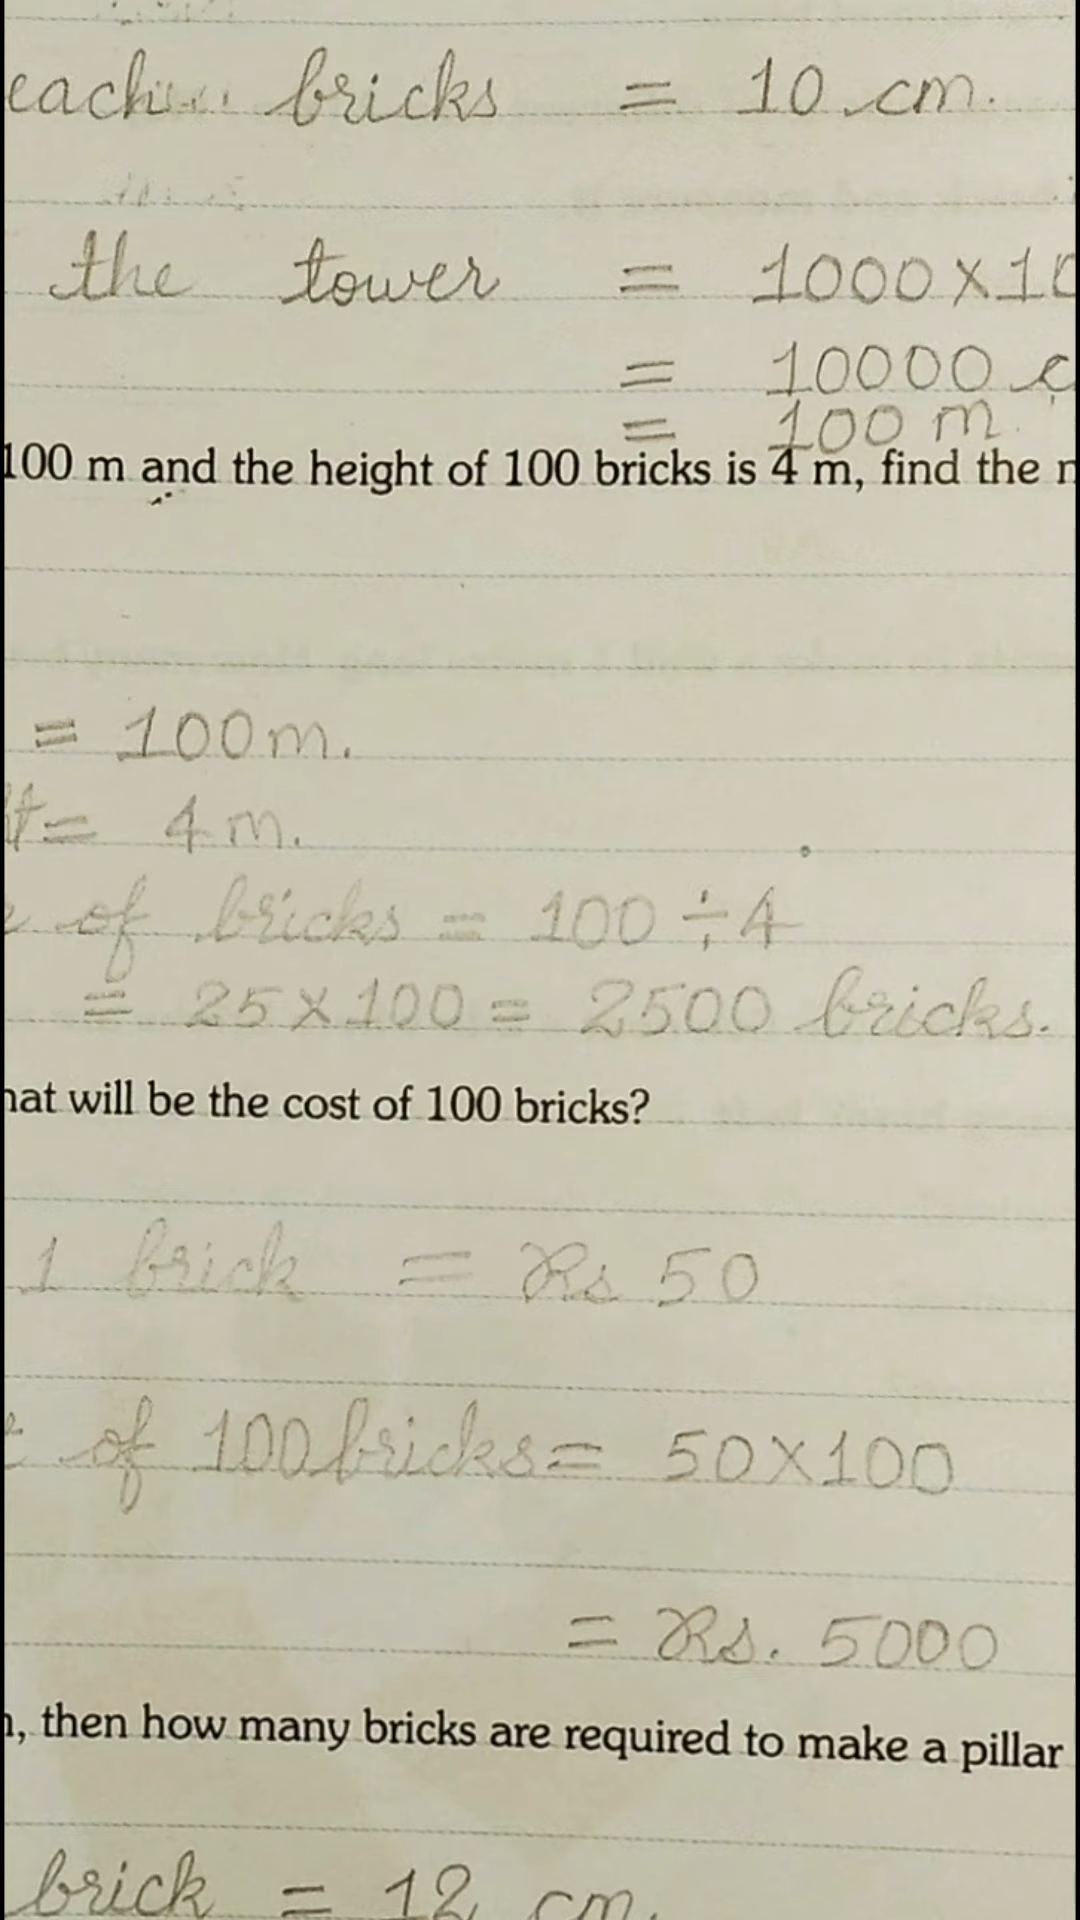 each bricks = 10 cm.
the tower = 1000 x 10
= 10000 c
= 100 m.
100 m and the height of 100 bricks is 4 m, find the
= 100m.
t = 4 m.
of bricks = 100 ÷ 4
= 25 x 100 = 2500 bricks.
hat will be the cost of 100 bricks?
1 brick = Rs 50
of 100 bricks = 50 x 100
= Rs. 5000
, then how many bricks are required to make a pillar
brick = 12 cm.